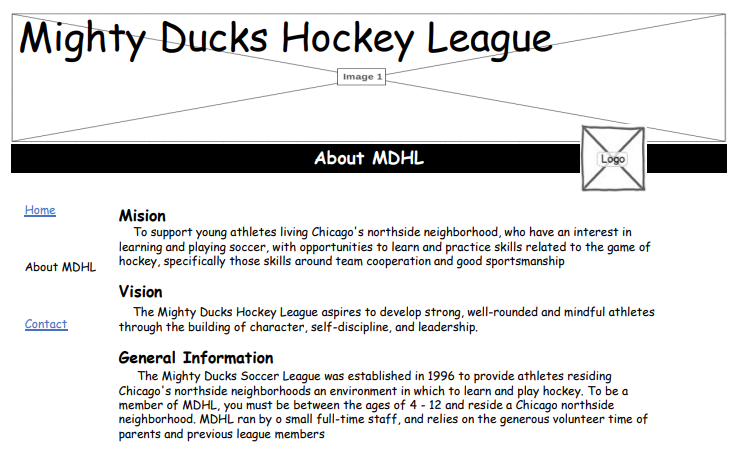 Mighty Ducks Hockey League
Image 1
About MDHL
Logo
Home
About MDHL
Contact
Mision
To support young athletes living Chicago's northside neighborhood, who have an interest in
learning and playing soccer, with opportunities to learn and practice skills related to the game of
hockey, specifically those skills around team cooperation and good sportsmanship
Vision
The Mighty Ducks Hockey League aspires to develop strong, well-rounded and mindful athletes
through the building of character, self-discipline, and leadership.
General Information
The Mighty Ducks Soccer League was established in 1996 to provide athletes residing
Chicago's northside neighborhoods an environment in which to learn and play hockey. To be a
member of MDHL, you must be between the ages of 4 - 12 and reside a Chicago northside
neighborhood. MDHL ran by o small full-time staff, and relies on the generous volunteer time of
parents and previous league members